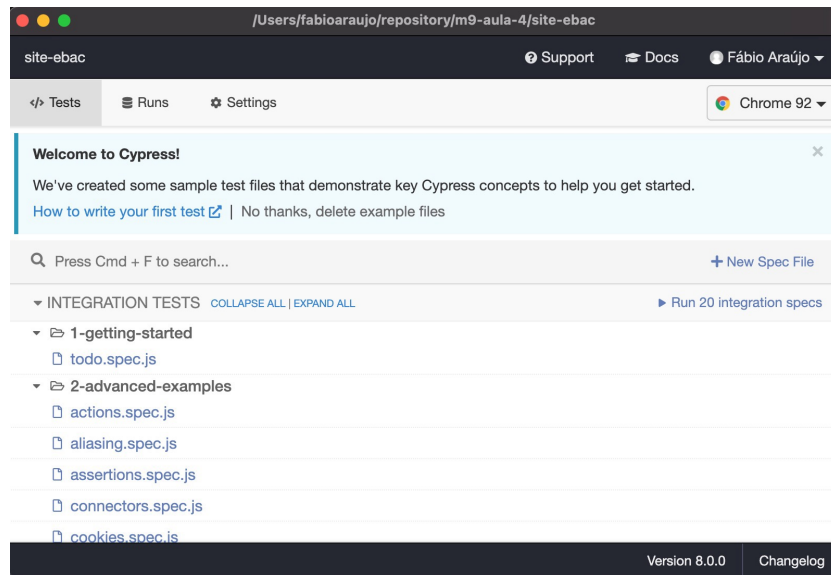 /Users/fabioaraujo/repository/m9-aula-4/site-ebac
site-ebac Support Docs Fábio Araújo
</> Tests Runs Settings Chrome 92
Welcome to Cypress! ×
We've created some sample test files that demonstrate key Cypress concepts to help you get started.
How to write your first test | No thanks, delete example files
Press Cmd + F to search... + New Spec File
INTEGRATION TESTS COLLAPSE ALL | EXPAND ALL Run 20 integration specs
1-getting-started
todo.spec.js
2-advanced-examples
actions.spec.js
aliasing.spec.js
assertions.spec.js
connectors.spec.js
cookies.spec.js
Version 8.0.0 Changelog